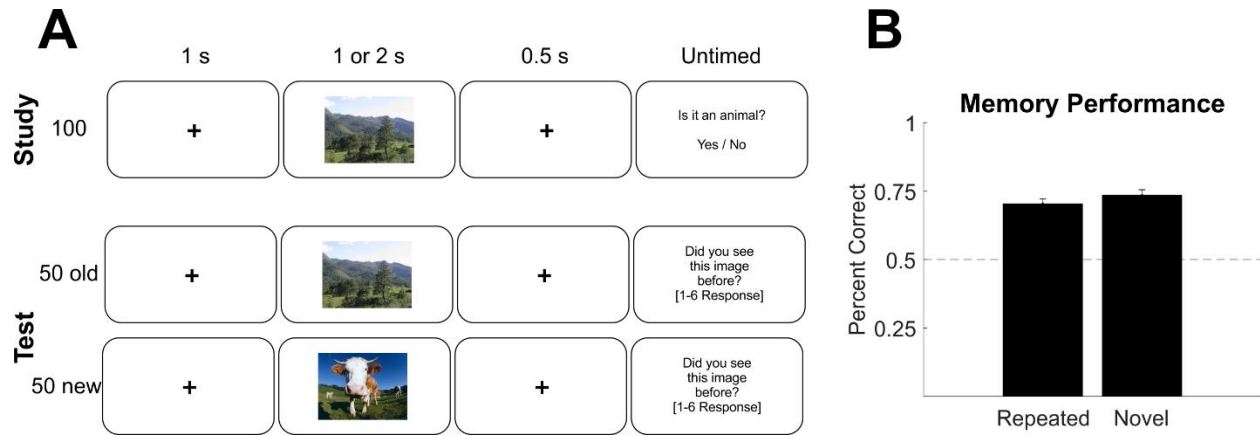 A
1 s
1 or 2 s
0.5 s
Untimed
Study
100
+
+
Is it an animal?
Yes / No
Test
50 old
+
+
Did you see
this image
before?
[1-6 Response]
50 new
+
+
Did you see
this image
before?
[1-6 Response]
B
Memory Performance
Percent Correct
1
0.75
0.5
0.25
Repeated
Novel